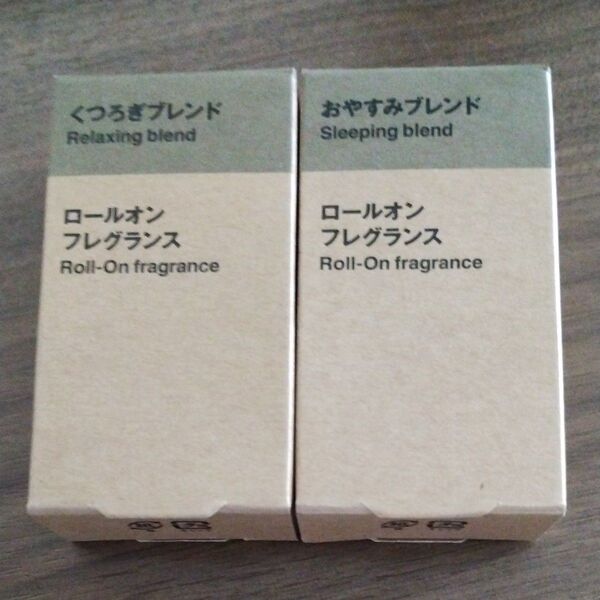 くつろぎブレンド
Relaxing blend
ロールオン
フレグランス
Roll-On fragrance
おやすみブレンド
Sleeping blend
ロールオン
フレグランス
Roll-On fragrance